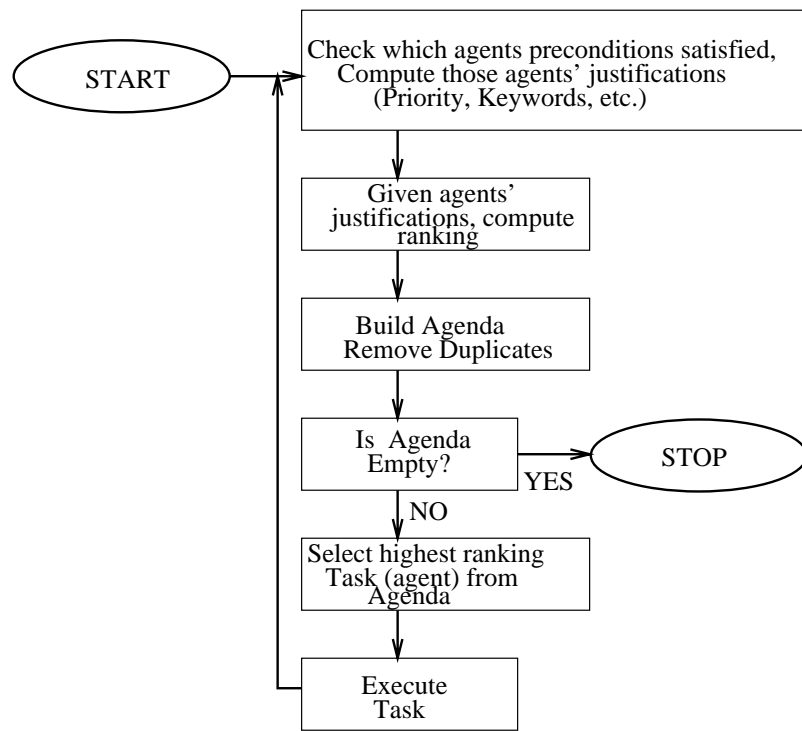 START
Check which agents preconditions satisfied,
Compute those agents' justifications
(Priority, Keywords, etc.)
Given agents'
justifications, compute
ranking
Build Agenda
Remove Duplicates
Is Agenda
Empty?
YES
STOP
NO
Select highest ranking
Task (agent) from
Agenda
Execute
Task